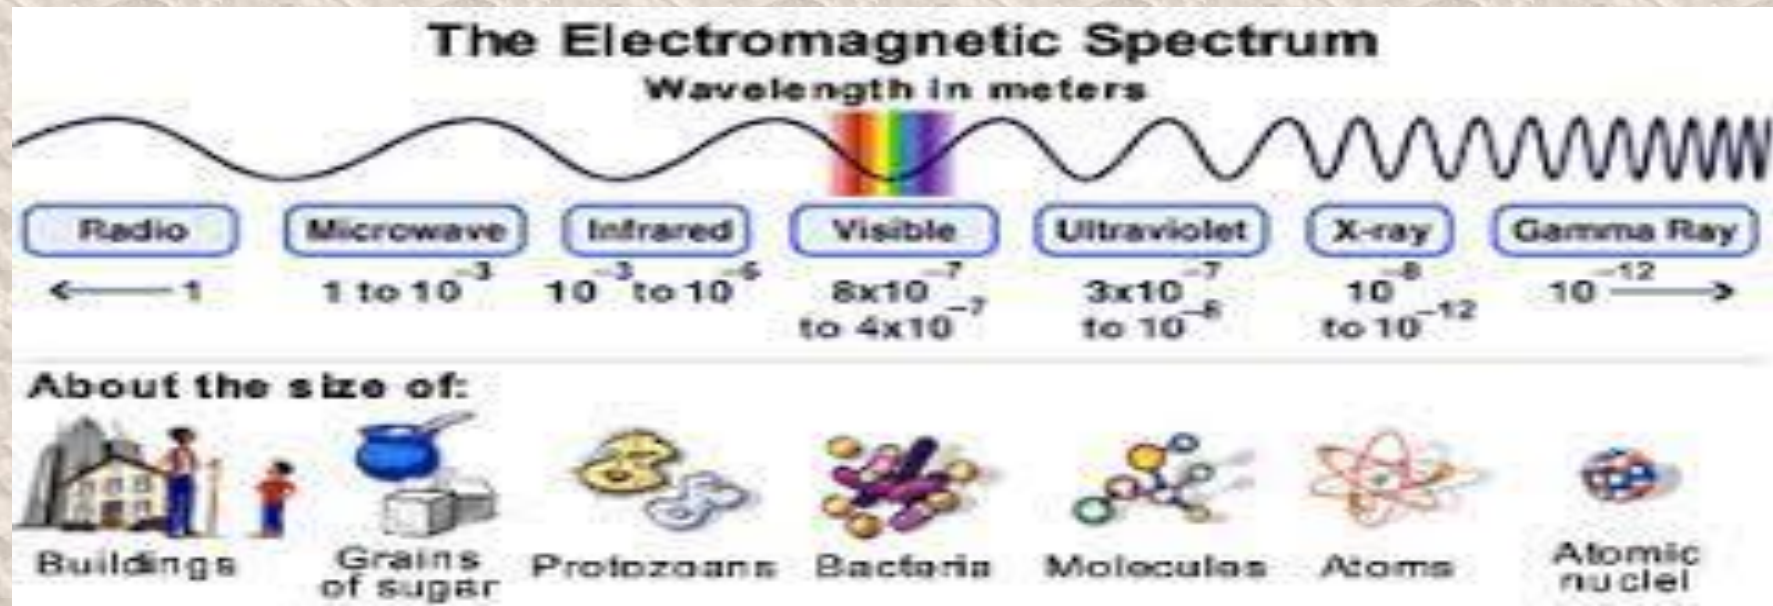 The Electromagnetic Spectrum
Wavelength in meters
Radio Microwave Infrared Visible Ultraviolet X-ray Gamma Ray
← 1 1 to 10⁻³ 10⁻³ to 10⁻⁶ 8x10⁻⁷ 3x10⁻⁷ 10⁻⁸ 10⁻¹² →
to 4x10⁻⁷ to 10⁻⁸ to 10⁻¹²
About the size of:
Buildings Grains Protozoans Bacteria Molecules Atoms Atomic
of sugar nuclei